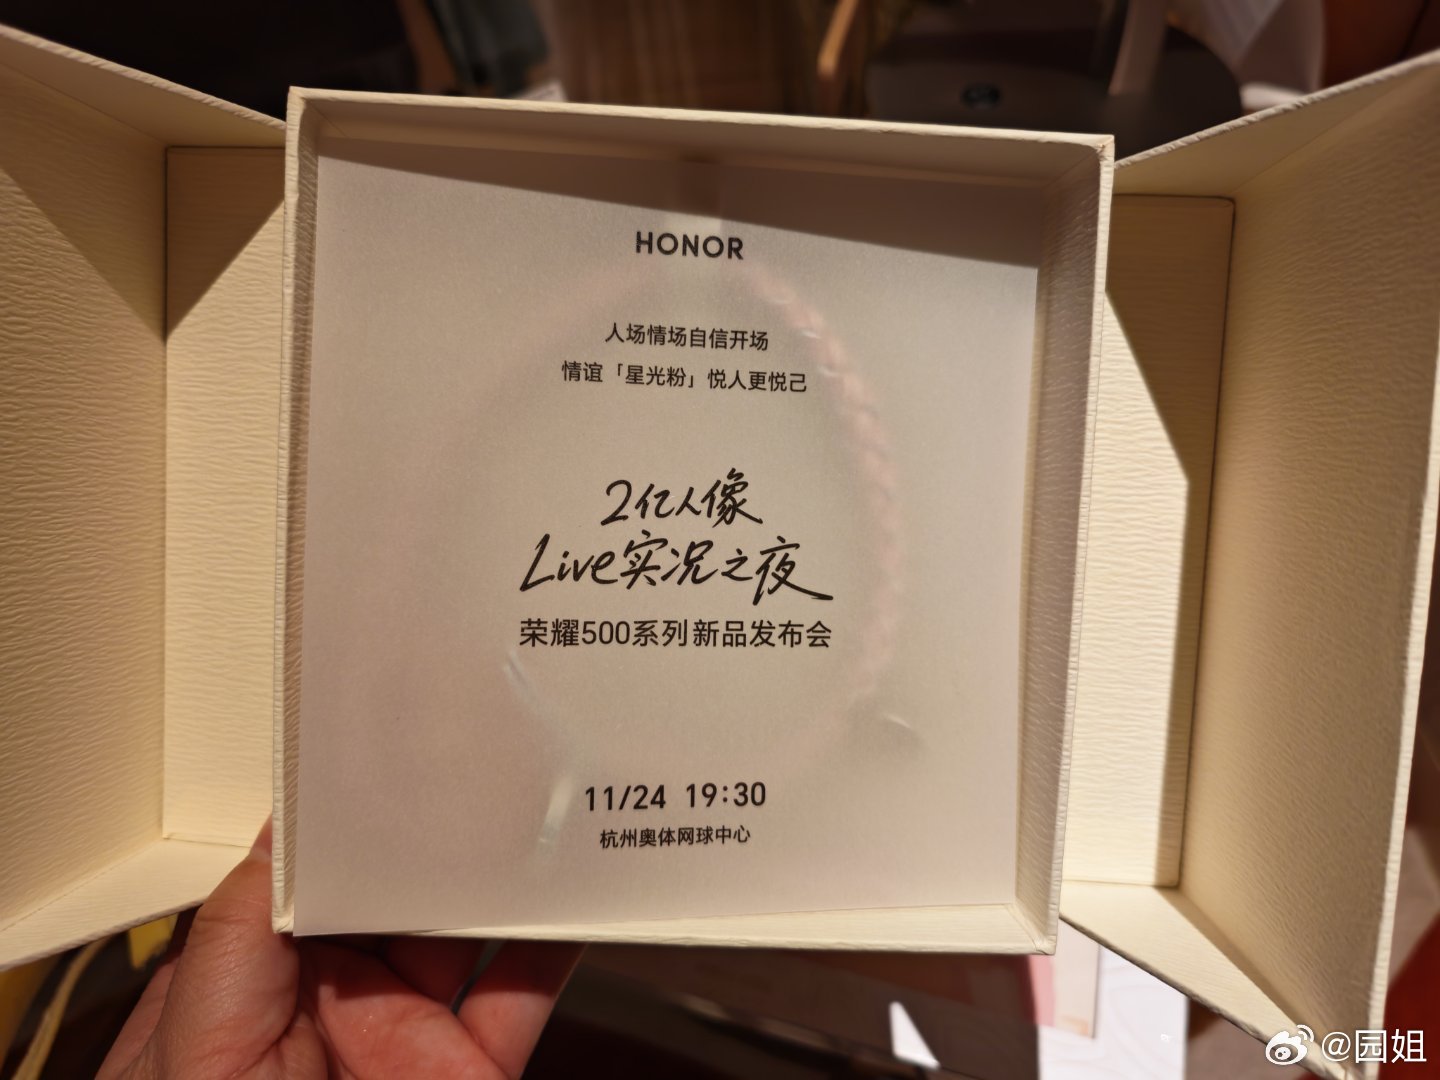 HONOR
人场情场自信开场
情谊「星光粉」悦人更悦己
2亿人像
Live实况之夜
荣耀500系列新品发布会
11/24 19:30
杭州奥体网球中心
@园姐